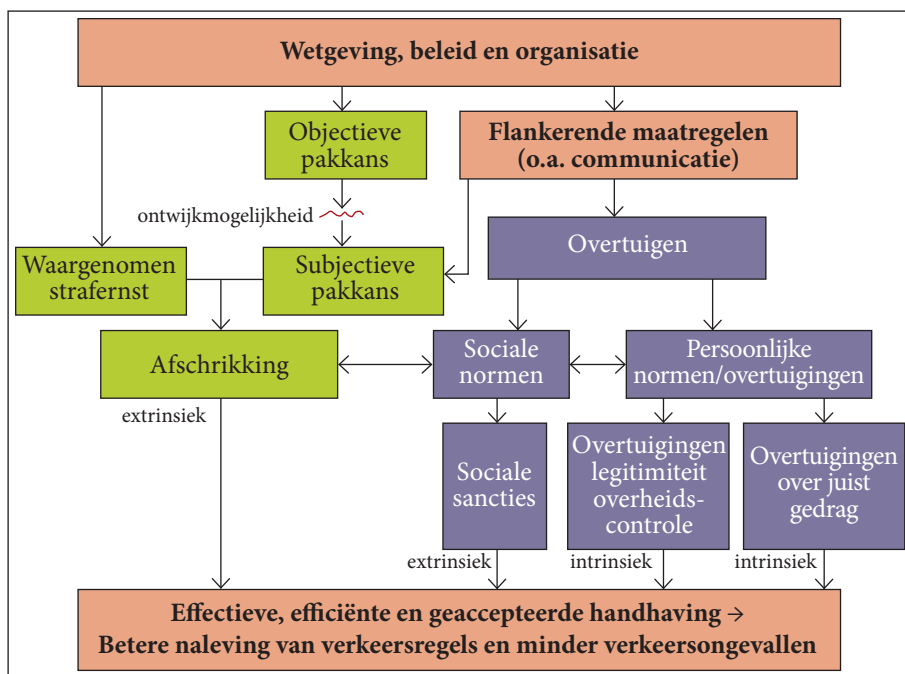 Wetgeving, beleid en organisatie
Objectieve
pakkans
Flankerende maatregelen
(o.a. communicatie)
ontwijkmogelijkheid
Overtuigen
Waargenomen
strafernst
Subjectieve
pakkans
Afschrikking
Sociale
normen
Persoonlijke
normen/overtuigingen
extrinsiek
Sociale
sancties
Overtuigingen
legitimiteit
overheids-
controle
Overtuigingen
over juist
gedrag
extrinsiek
intrinsiek
intrinsiek
Effectieve, efficiënte en geaccepteerde handhaving →
Betere naleving van verkeersregels en minder verkeersongevallen